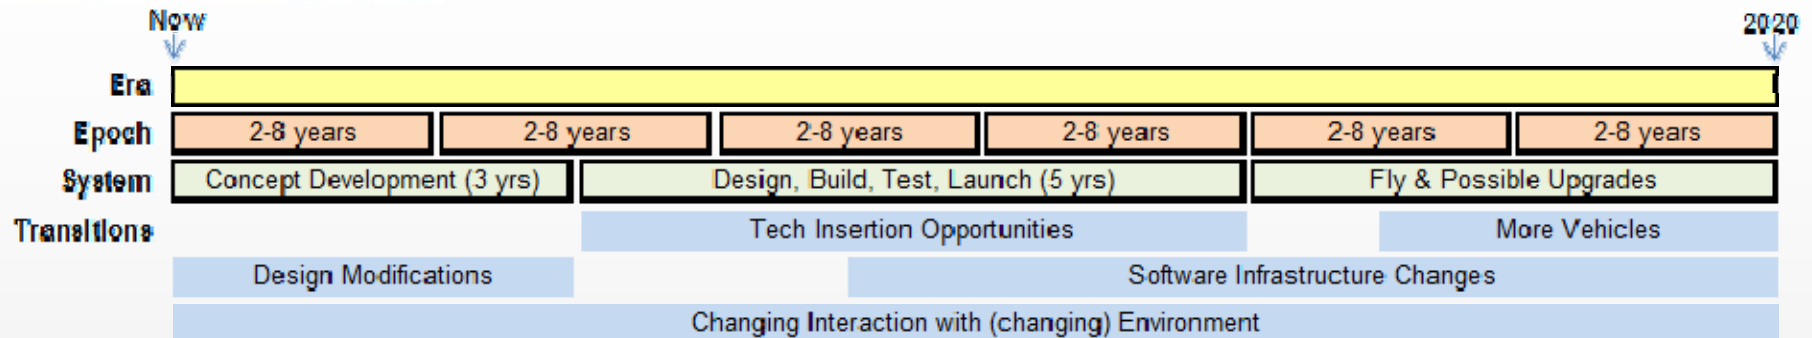 Now 2020
Era
Epoch 2-8 years 2-8 years 2-8 years 2-8 years 2-8 years 2-8 years
System Concept Development (3 yrs) Design, Build, Test, Launch (5 yrs) Fly & Possible Upgrades
Transitions Tech Insertion Opportunities More Vehicles
Design Modifications Software Infrastructure Changes
Changing Interaction with (changing) Environment